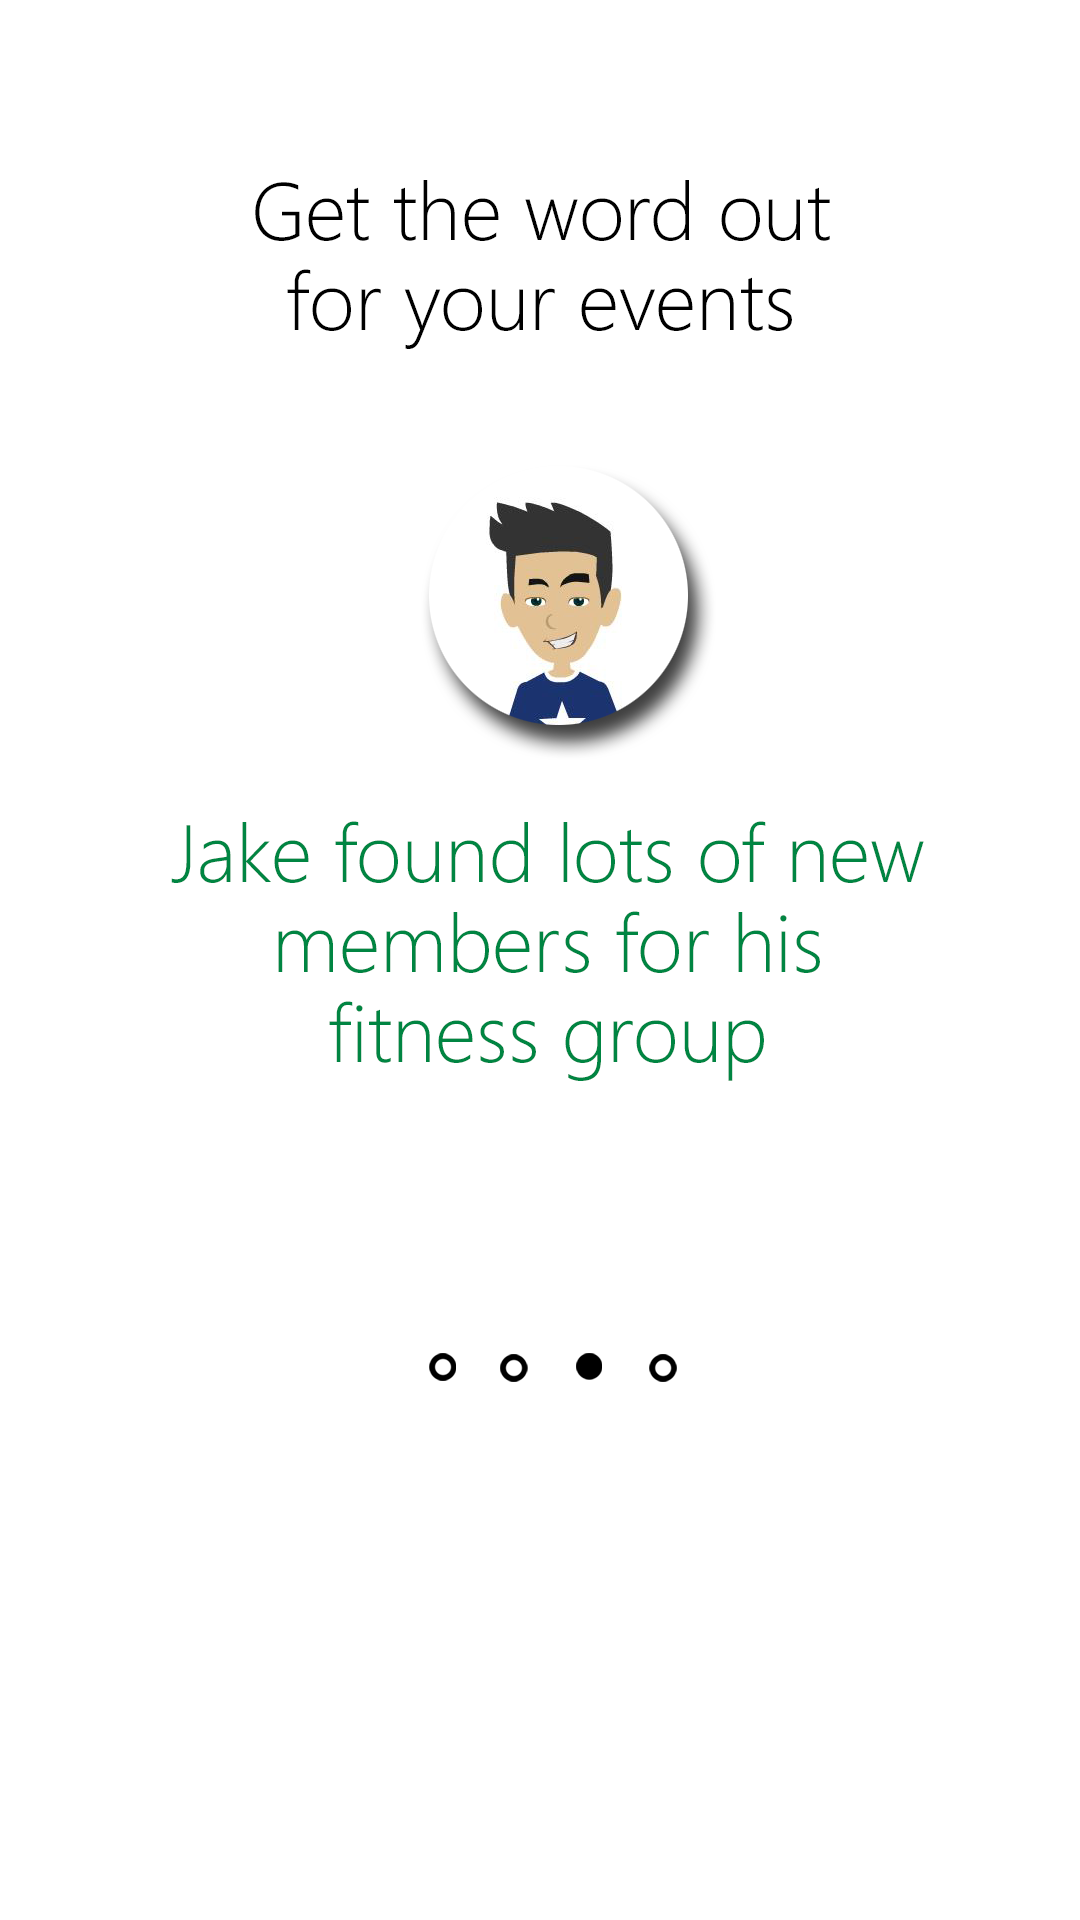 Get the word out
for your events
Jake found lots of new
members for his
fitness group